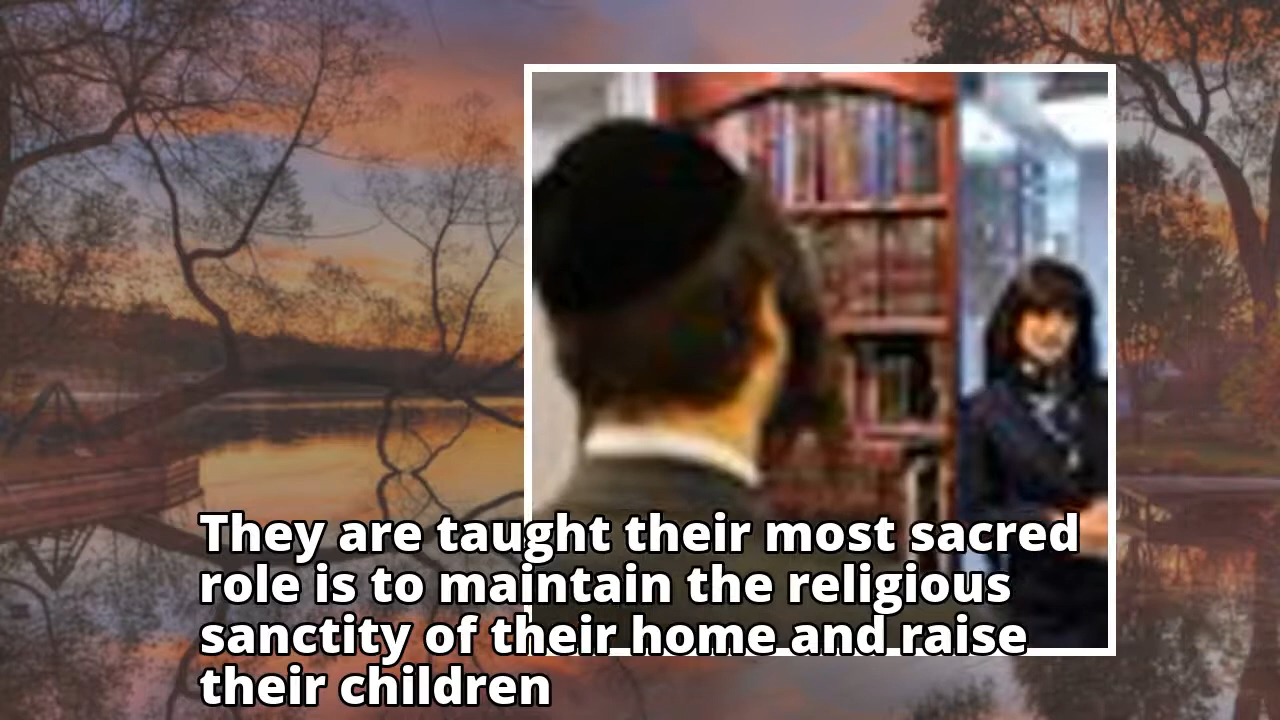 They are taught their most sacred
role is to maintain the religious
sanctity of their home and raise
their children